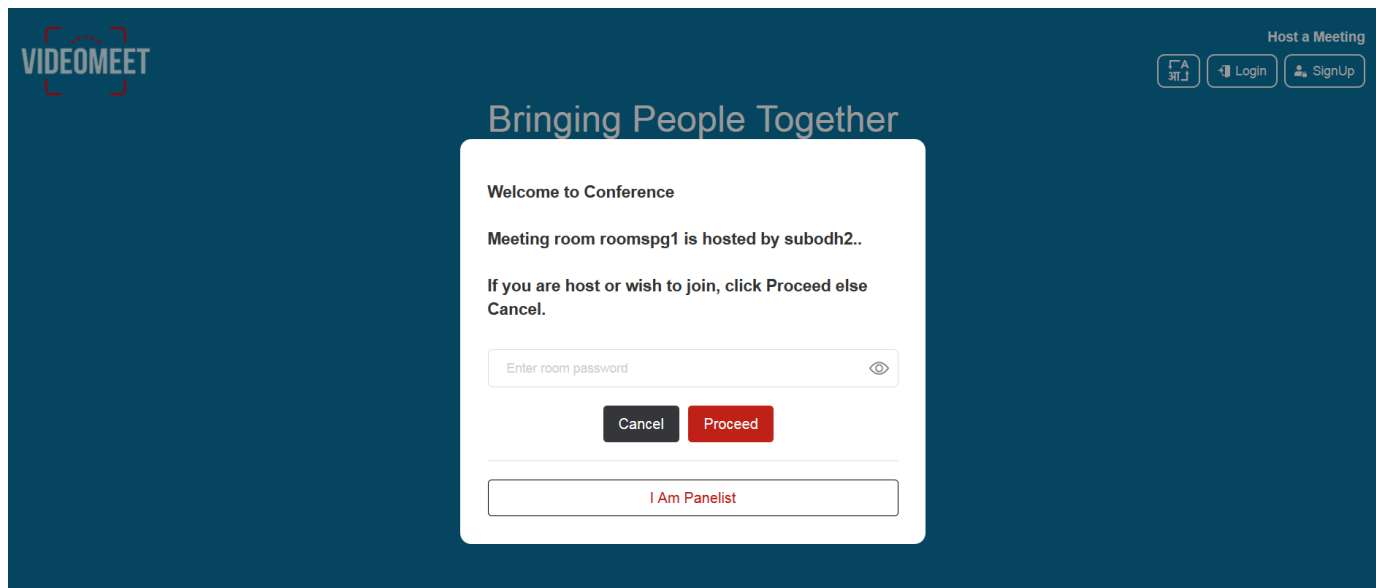 VIDEOMEET
Host a Meeting
A
आ
Login
SignUp
Bringing People Together
Welcome to Conference
Meeting room roomspg1 is hosted by subodh2..
If you are host or wish to join, click Proceed else
Cancel.
Enter room password
Cancel
Proceed
I Am Panelist